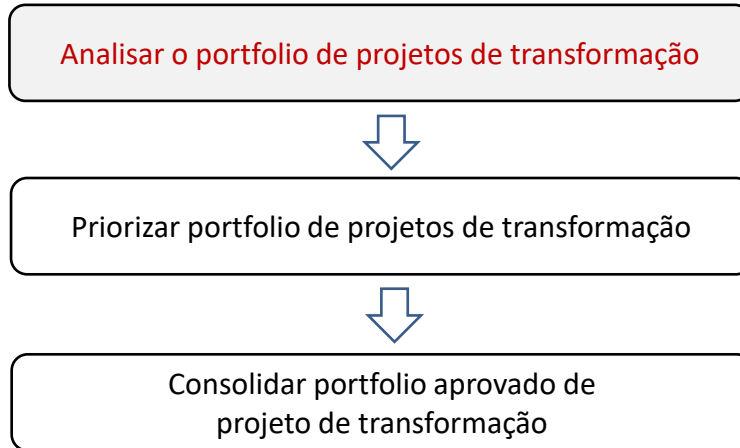 Analisar o portfolio de projetos de transformação
Priorizar portfolio de projetos de transformação
Consolidar portfolio aprovado de
projeto de transformação